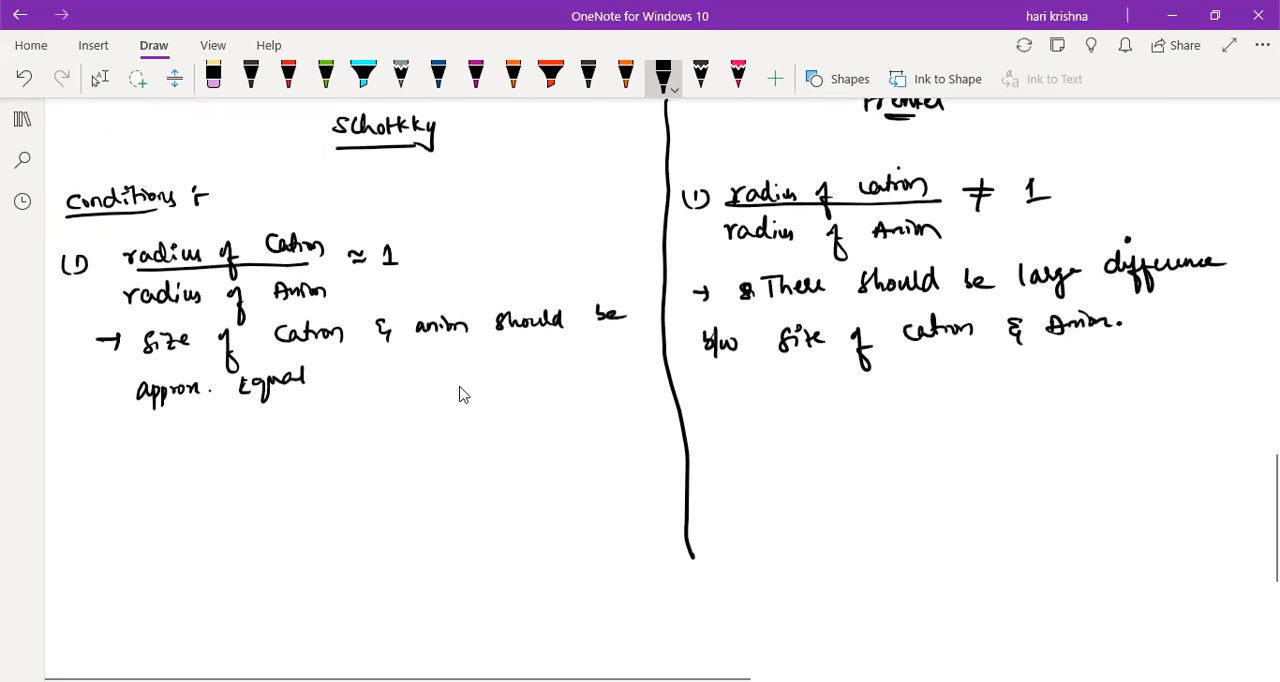 OneNote for Windows 10
hari krishna
Home Insert Draw View Help
Share
Shapes Ink to Shape Ink to Text
Schottky
Conditions :-
(1) radius of Cation ≈ 1
radius of Anion
→ Size of Cation & anion should be
approx. Equal
Frenkel
(1) radius of Cation ≠ 1
radius of Anion
→ There should be large difference
b/w Size of Cation & Anion.